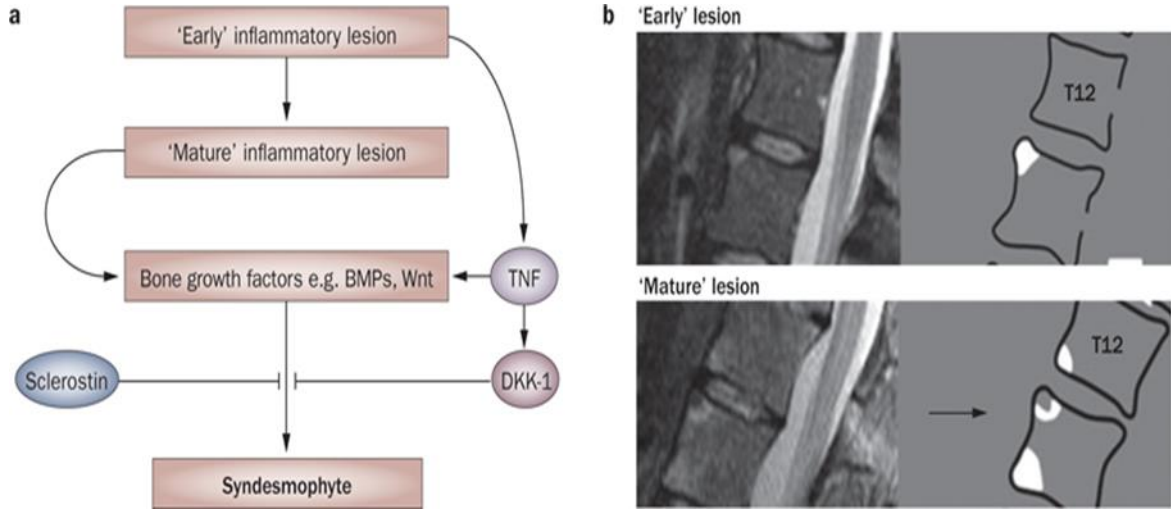 a
'Early' inflammatory lesion
'Mature' inflammatory lesion
Bone growth factors e.g. BMPs, Wnt
TNF
Sclerostin
DKK-1
Syndesmophyte
b
'Early' lesion
T12
'Mature' lesion
T12